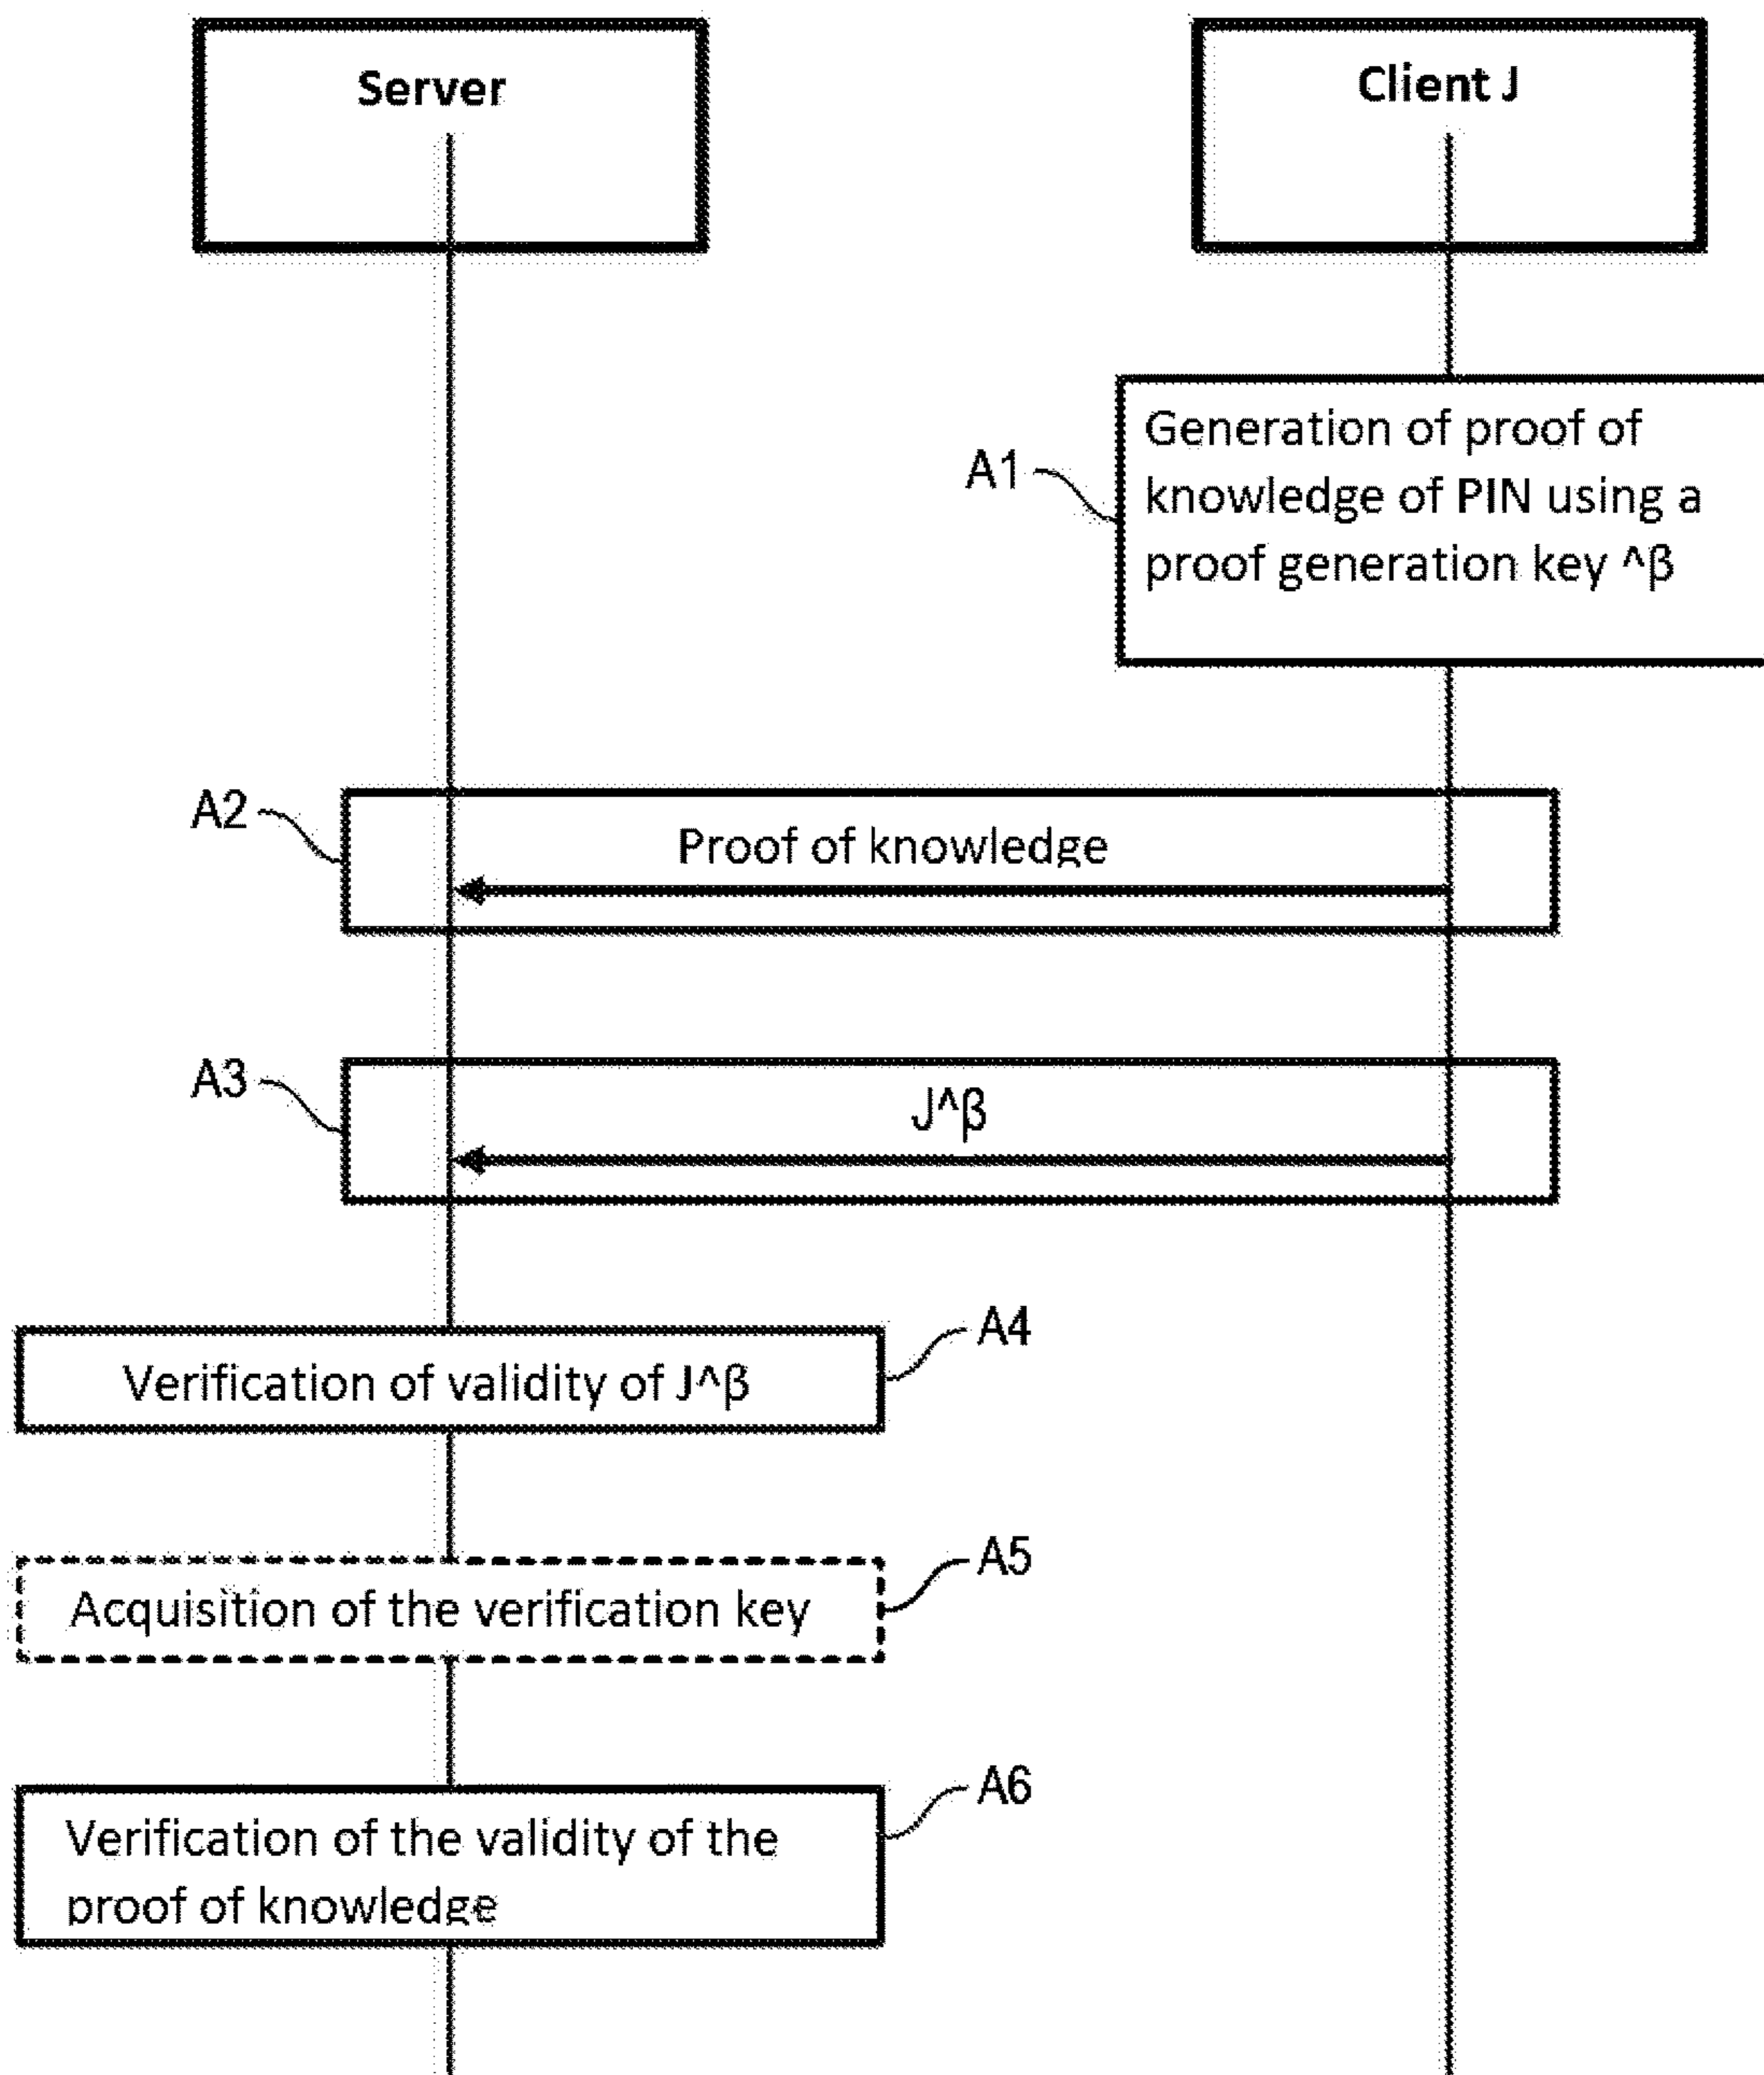 Server
Client J
A1
Generation of proof of
knowledge of PIN using a
proof generation key ^β
A2
Proof of knowledge
A3
J^β
A4
Verification of validity of J^β
A5
Acquisition of the verification key
A6
Verification of the validity of the
proof of knowledge